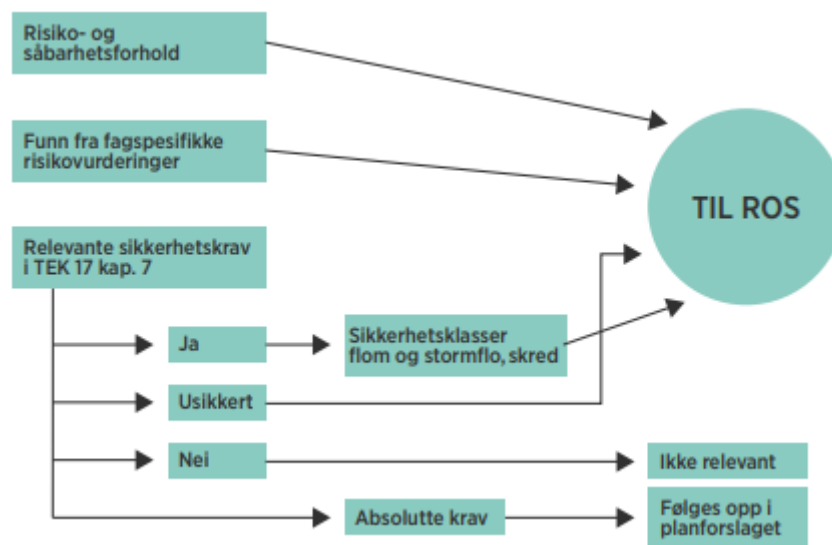 Risiko- og
såbarhetsforhold
Funn fra fagspesifikke
risikovurderinger
TIL ROS
Relevante sikkerhetskrav
i TEK 17 kap. 7
Ja
Sikkerhetsklasser
flom og stormflo, skred
Usikkert
Nei
Ikke relevant
Absolutte krav
Følges opp i
planforslaget